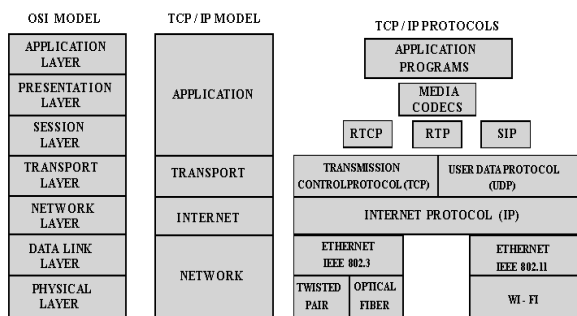 OSI MODEL
APPLICATION
LAYER
PRESENTATION
LAYER
SESSION
LAYER
TRANSPORT
LAYER
NETWORK
LAYER
DATA LINK
LAYER
PHYSICAL
LAYER
TCP/IP MODEL
APPLICATION
TRANSPORT
INTERNET
NETWORK
TCP / IP PROTOCOLS
APPLICATION
PROGRAMS
MEDIA
CODECS
RTCP
RTP
SIP
TRANSMISSION
CONTROL PROTOCOL (TCP)
USER DATA PROTOCOL
(UDP)
INTERNET PROTOCOL (IP)
ETHERNET
IEEE 802.3
TWISTED
PAIR
OPTICAL
FIBER
ETHERNET
IEEE 802.11
WI - FI